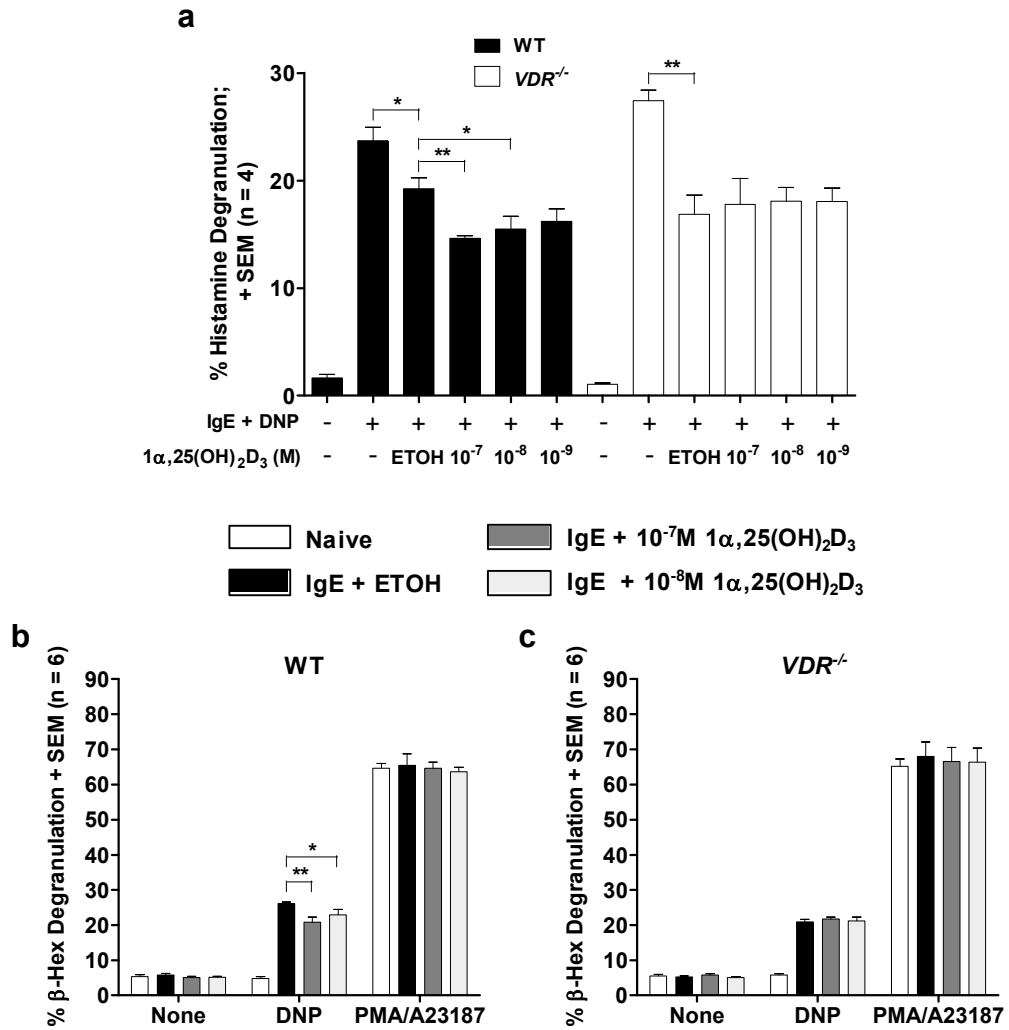 a
WT
VDR-/-
% Histamine Degranulation;
+ SEM (n = 4)
30
20
10
0
*
**
*
**
IgE + DNP - + + + + + - + + + + +
1α,25(OH)₂D₃ (M) - - ETOH 10⁻⁷ 10⁻⁸ 10⁻⁹ - - ETOH 10⁻⁷ 10⁻⁸ 10⁻⁹
Naive
IgE + ETOH
IgE + 10⁻⁷M 1α,25(OH)₂D₃
IgE + 10⁻⁸M 1α,25(OH)₂D₃
b
WT
% β-Hex Degranulation + SEM (n = 6)
90
80
70
60
50
40
30
20
10
0
*
**
None DNP PMA/A23187
c
VDR-/-
% β-Hex Degranulation + SEM (n = 6)
90
80
70
60
50
40
30
20
10
0
None DNP PMA/A23187